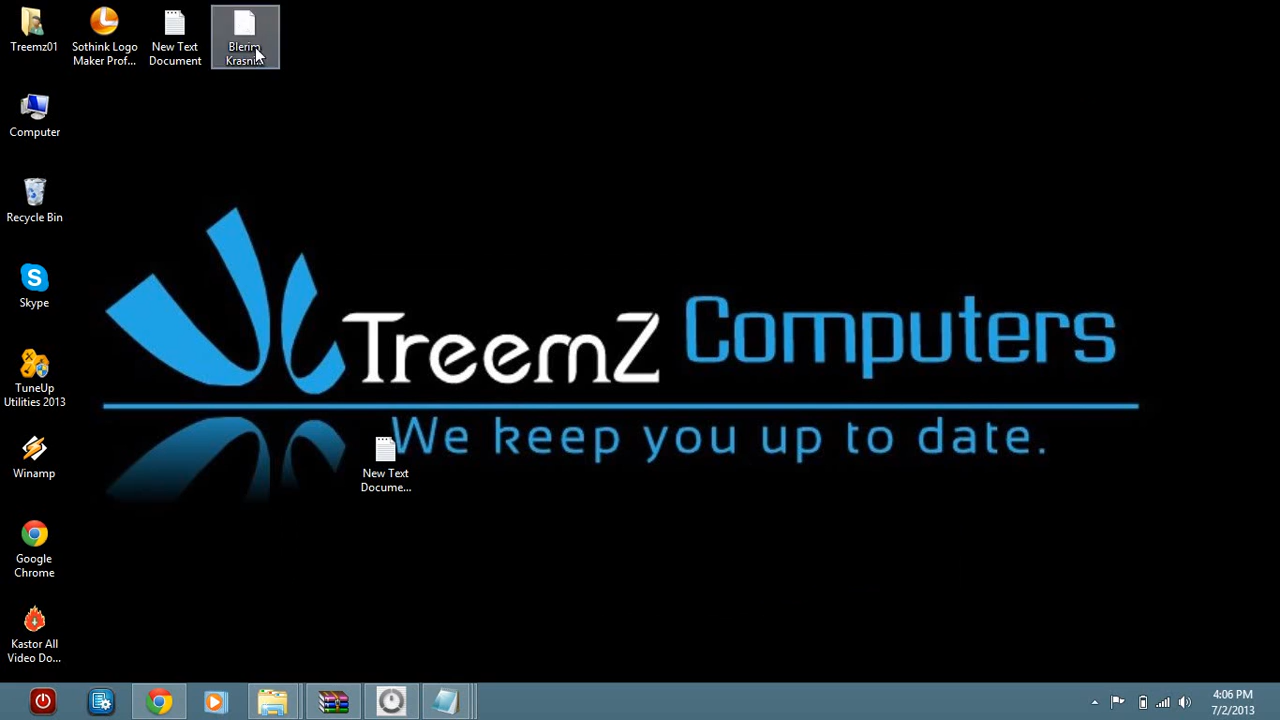 Treemz01
Sothink Logo
Maker Prof...
New Text
Document
Blerim
Krasni...
Computer
Recycle Bin
Skype
TuneUp
Utilities 2013
Winamp
Google
Chrome
Kastor All
Video Do...
TreemZ Computers
We keep you up to date.
New Text
Docume...
4:06 PM
7/2/2013